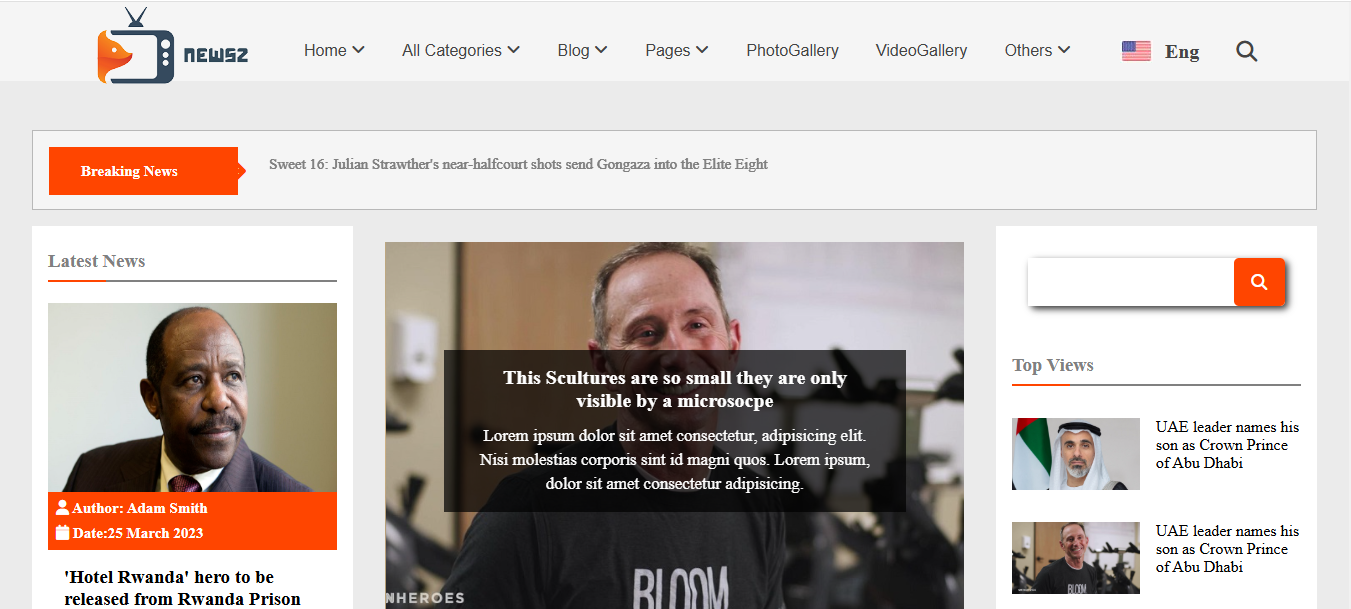 NEWSZ
Home
All Categories
Blog
Pages
PhotoGallery
VideoGallery
Others
Eng
Breaking News
Sweet 16: Julian Strawther's near-halfcourt shots send Gongaza into the Elite Eight
Latest News
Author: Adam Smith
Date:25 March 2023
'Hotel Rwanda' hero to be
released from Rwanda Prison
This Scultures are so small they are only
visible by a microsocpe
Lorem ipsum dolor sit amet consectetur, adipisicing elit.
Nisi molestias corporis sint id magni quos. Lorem ipsum,
dolor sit amet consectetur adipisicing.
BLOOM
NHEROES
Top Views
UAE leader names his
son as Crown Prince
of Abu Dhabi
UAE leader names his
son as Crown Prince
of Abu Dhabi
BLOOM